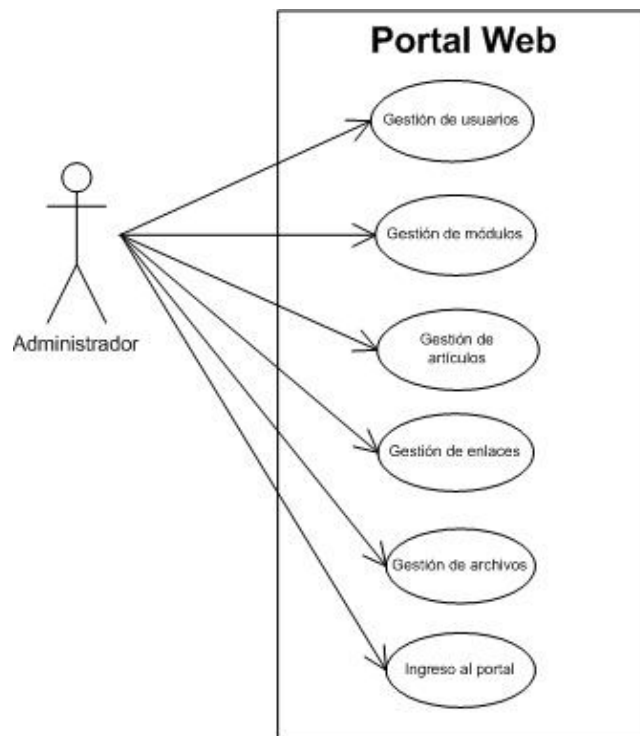 Portal Web
Gestión de usuarios
Gestión de módulos
Administrador
Gestión de
artículos
Gestión de enlaces
Gestión de archivos
Ingreso al portal